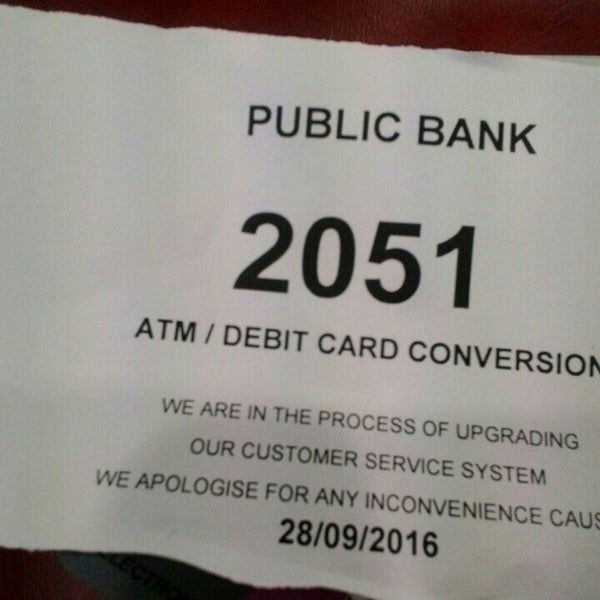 PUBLIC BANK
2051
ATM / DEBIT CARD CONVERSION
WE ARE IN THE PROCESS OF UPGRADING
OUR CUSTOMER SERVICE SYSTEM
WE APOLOGISE FOR ANY INCONVENIENCE CAUS
28/09/2016